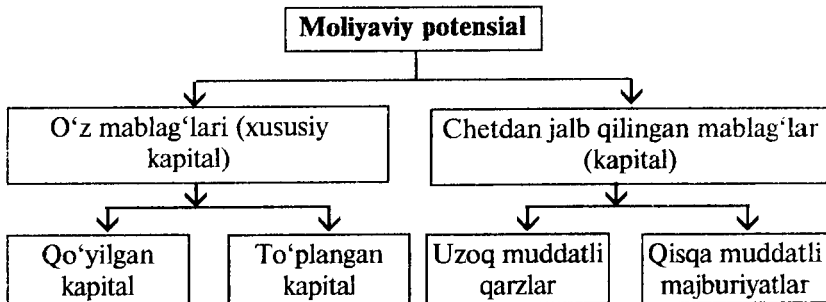 Moliyaviy potensial
O‘z mablag‘lari (xususiy
kapital)
Chetdan jalb qilingan mablag‘lar
(kapital)
Qo‘yilgan
kapital
To‘plangan
kapital
Uzoq muddatli
qarzlar
Qisqa muddatli
majburiyatlar